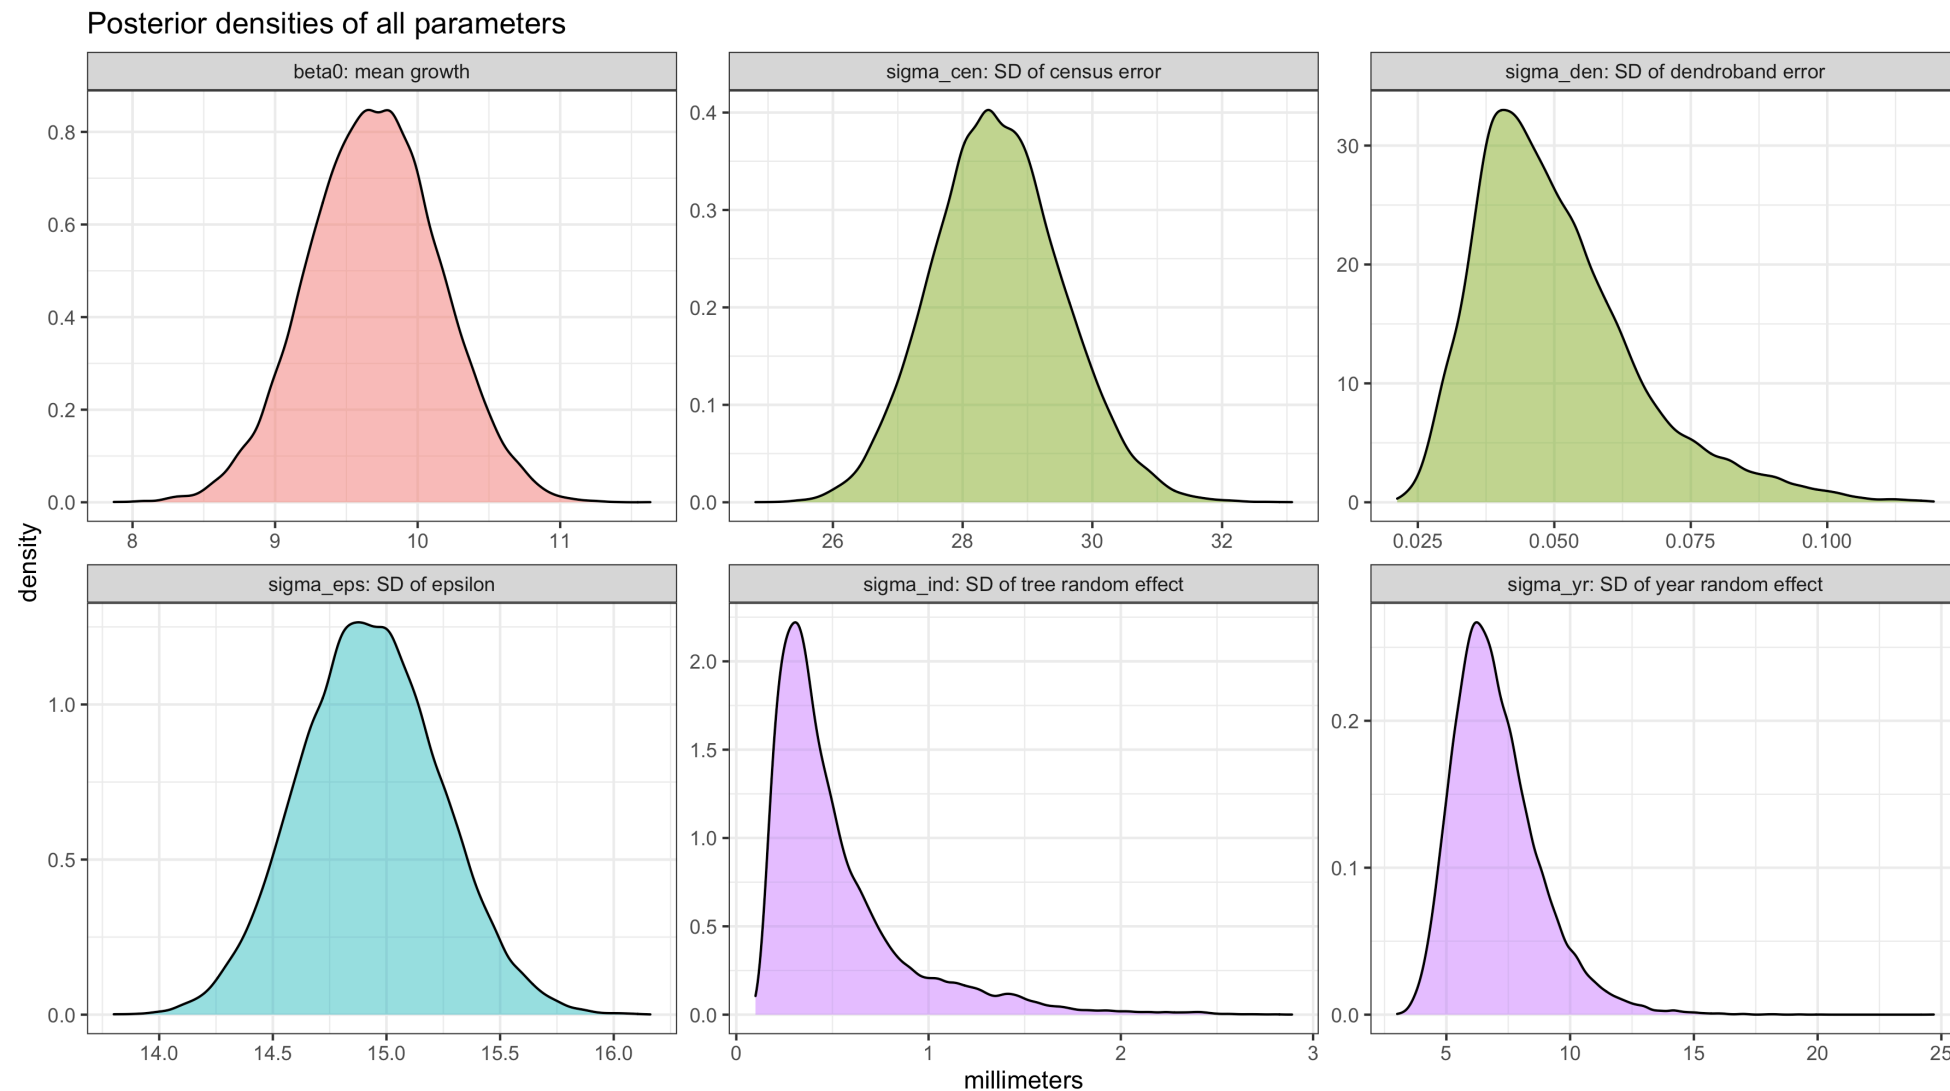 Posterior densities of all parameters
beta0: mean growth
sigma_cen: SD of census error
sigma_den: SD of dendroband error
0.8
0.6
0.4
0.2
0.0
8 9 10 11
0.4
0.3
0.2
0.1
0.0
26 28 30 32
30
20
10
0
0.025 0.050 0.075 0.100
density
sigma_eps: SD of epsilon
sigma_ind: SD of tree random effect
sigma_yr: SD of year random effect
1.0
0.5
0.0
14.0 14.5 15.0 15.5 16.0
2.0
1.5
1.0
0.5
0.0
0 1 2 3
0.2
0.1
0.0
5 10 15 20 25
millimeters